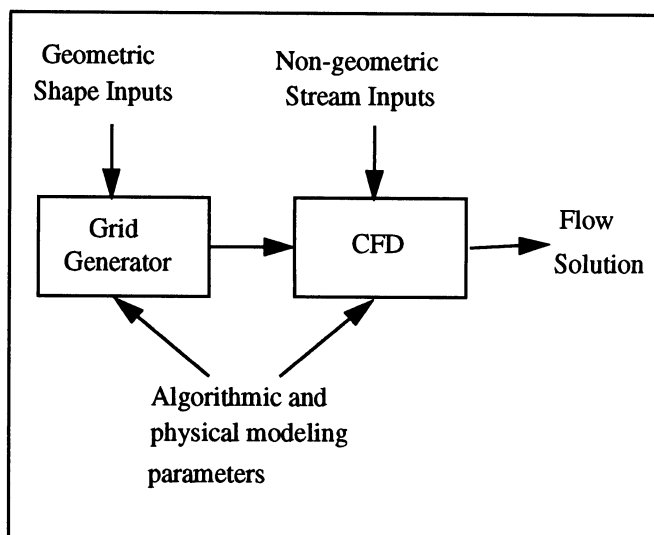 Geometric
Shape Inputs
Non-geometric
Stream Inputs
Grid
Generator
CFD
Flow
Solution
Algorithmic and
physical modeling
parameters